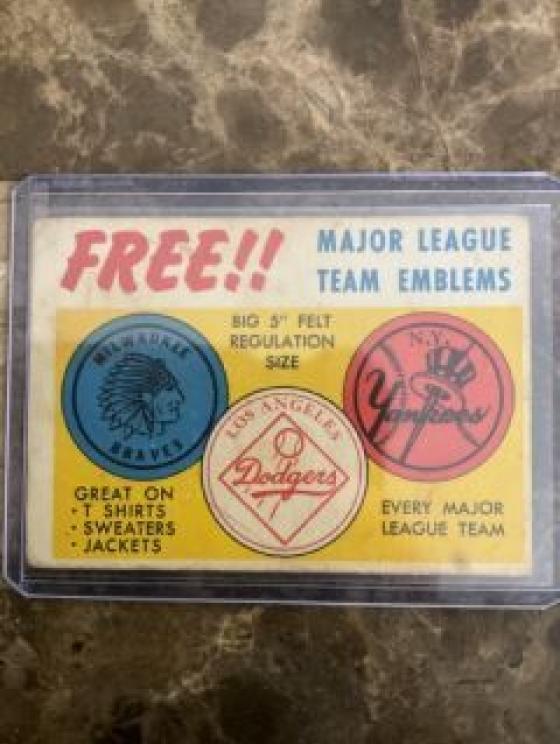 FREE!!
MAJOR LEAGUE
TEAM EMBLEMS
BIG 5" FELT
REGULATION
SIZE
MILWAUKEE
BRAVES
LOS ANGELES
Dodgers
N.Y.
Yankees
GREAT ON
• T SHIRTS
• SWEATERS
• JACKETS
EVERY MAJOR
LEAGUE TEAM